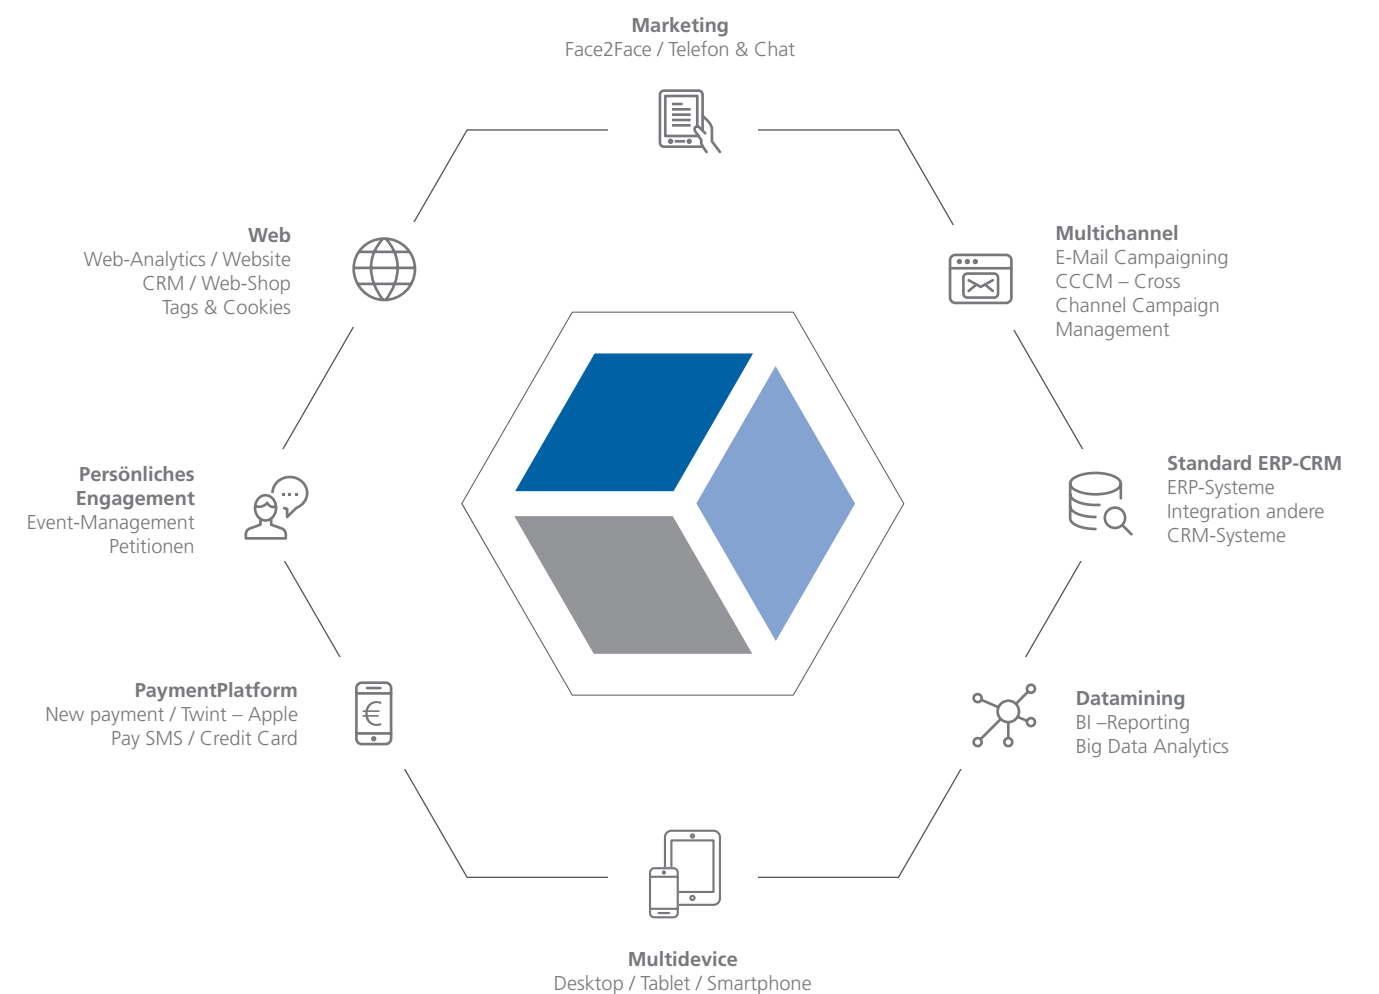 Marketing
Face2Face / Telefon & Chat
Web
Web-Analytics / Website
CRM / Web-Shop
Tags & Cookies
Multichannel
E-Mail Campaigning
CCCM – Cross
Channel Campaign
Management
Persönliches
Engagement
Event-Management
Petitionen
Standard ERP-CRM
ERP-Systeme
Integration andere
CRM-Systeme
PaymentPlatform
New payment / Twint – Apple
Pay SMS / Credit Card
€
Datamining
BI –Reporting
Big Data Analytics
Multidevice
Desktop / Tablet / Smartphone